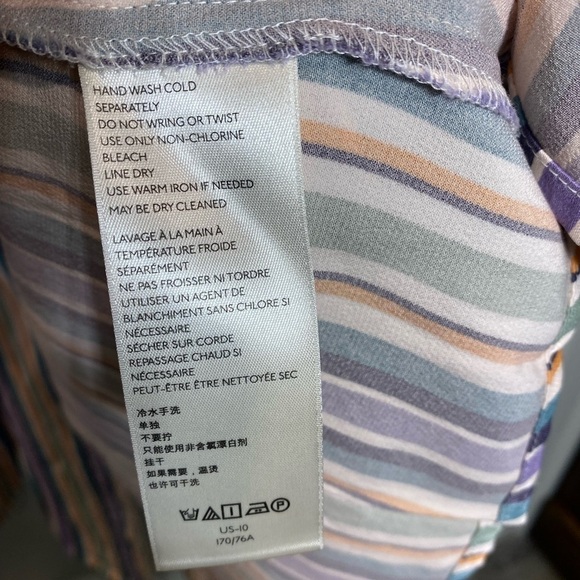 HAND WASH COLD
SEPARATELY
DO NOT WRING OR TWIST
USE ONLY NON-CHLORINE
BLEACH
LINE DRY
USE WARM IRON IF NEEDED
MAY BE DRY CLEANED
LAVAGE À LA MAIN À
TEMPÉRATURE FROIDE
SÉPARÉMENT
NE PAS FROISSER NI TORDRE
UTILISER UN AGENT DE
BLANCHIMENT SANS CHLORE SI
NÉCESSAIRE
SÉCHER SUR CORDE
REPASSAGE CHAUD SI
NÉCESSAIRE
PEUT-ÊTRE ÊTRE NETTOYÉE SEC
冷水手洗
单独
不要拧
只能使用非含氯漂白剂
挂干
如果需要，温烫
也许可干洗
US-10
170/76A